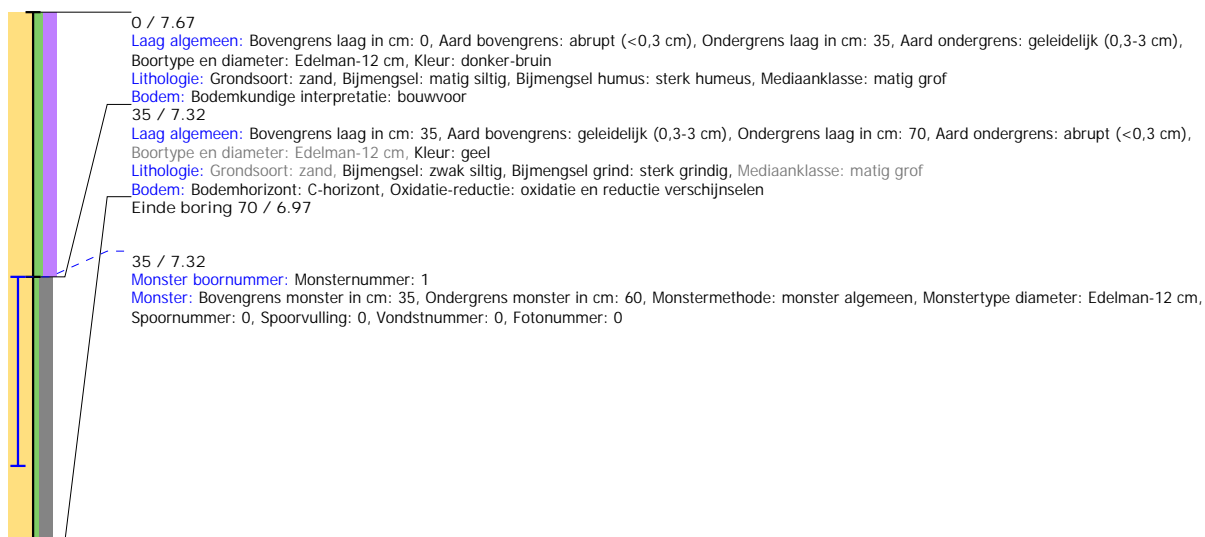 0 / 7.67
Laag algemeen: Bovengrens laag in cm: 0, Aard bovengrens: abrupt (<0,3 cm), Ondergrens laag in cm: 35, Aard ondergrens: geleidelijk (0,3-3 cm),
Boortype en diameter: Edelman-12 cm, Kleur: donker-bruin
Lithologie: Grondsoort: zand, Bijmengsel: matig siltig, Bijmengsel humus: sterk humeus, Mediaanklasse: matig grof
Bodem: Bodemkundige interpretatie: bouwvoor
35 / 7.32
Laag algemeen: Bovengrens laag in cm: 35, Aard bovengrens: geleidelijk (0,3-3 cm), Ondergrens laag in cm: 70, Aard ondergrens: abrupt (<0,3 cm),
Boortype en diameter: Edelman-12 cm, Kleur: geel
Lithologie: Grondsoort: zand, Bijmengsel: zwak siltig, Bijmengsel grind: sterk grindig, Mediaanklasse: matig grof
Bodem: Bodemhorizont: C-horizont, Oxidatie-reductie: oxidatie en reductie verschijnselen
Einde boring 70 / 6.97
35 / 7.32
Monster boornummer: Monsternummer: 1
Monster: Bovengrens monster in cm: 35, Ondergrens monster in cm: 60, Monstermethode: monster algemeen, Monstertype diameter: Edelman-12 cm,
Spoornummer: 0, Spoorvulling: 0, Vondstnummer: 0, Fotonummer: 0